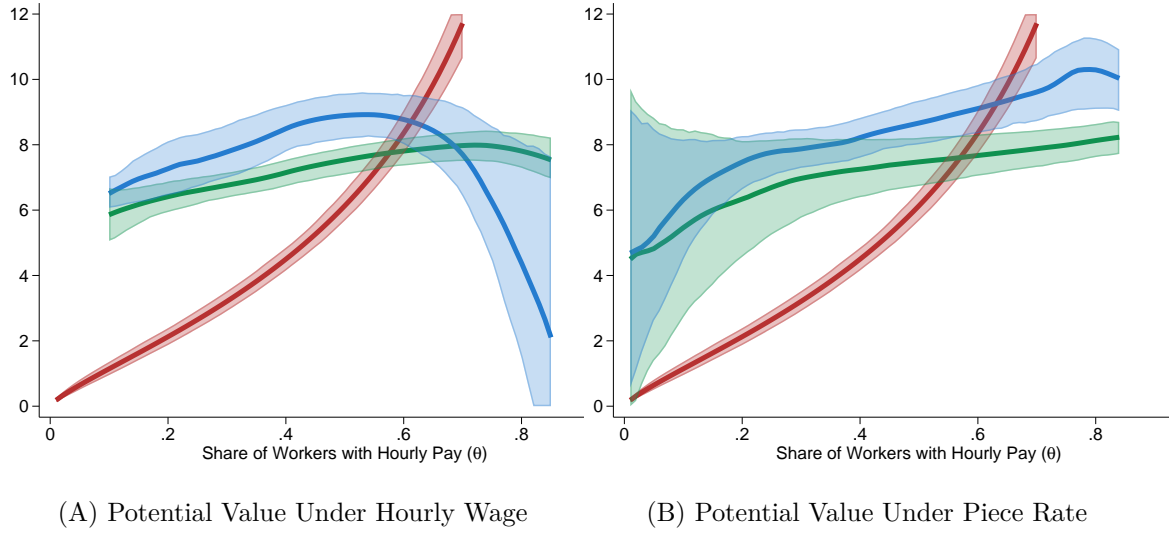 12
10
8
6
4
2
0
0 .2 .4 .6 .8
Share of Workers with Hourly Pay (θ)
(A) Potential Value Under Hourly Wage
12
10
8
6
4
2
0
0 .2 .4 .6 .8
Share of Workers with Hourly Pay (θ)
(B) Potential Value Under Piece Rate